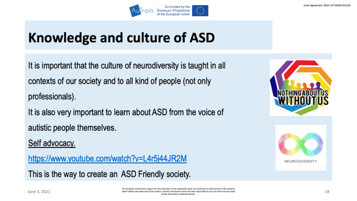 Co-funded by the
Erasmus+ Programme
of the European Union
Knowledge and culture of ASD
It is important that the culture of neurodiversity is taught in all
contexts of our society and to all kind of people (not only
professionals).
It is also very important to learn about ASD from the voice of
autistic people themselves.
Self advocacy.
https://www.youtube.com/watch?v=L4r5j44JR2M
This is the way to create an ASD Friendly society.
NOTHING ABOUT US
WITHOUT US
NEURODIVERSITY
June 3, 2021
18